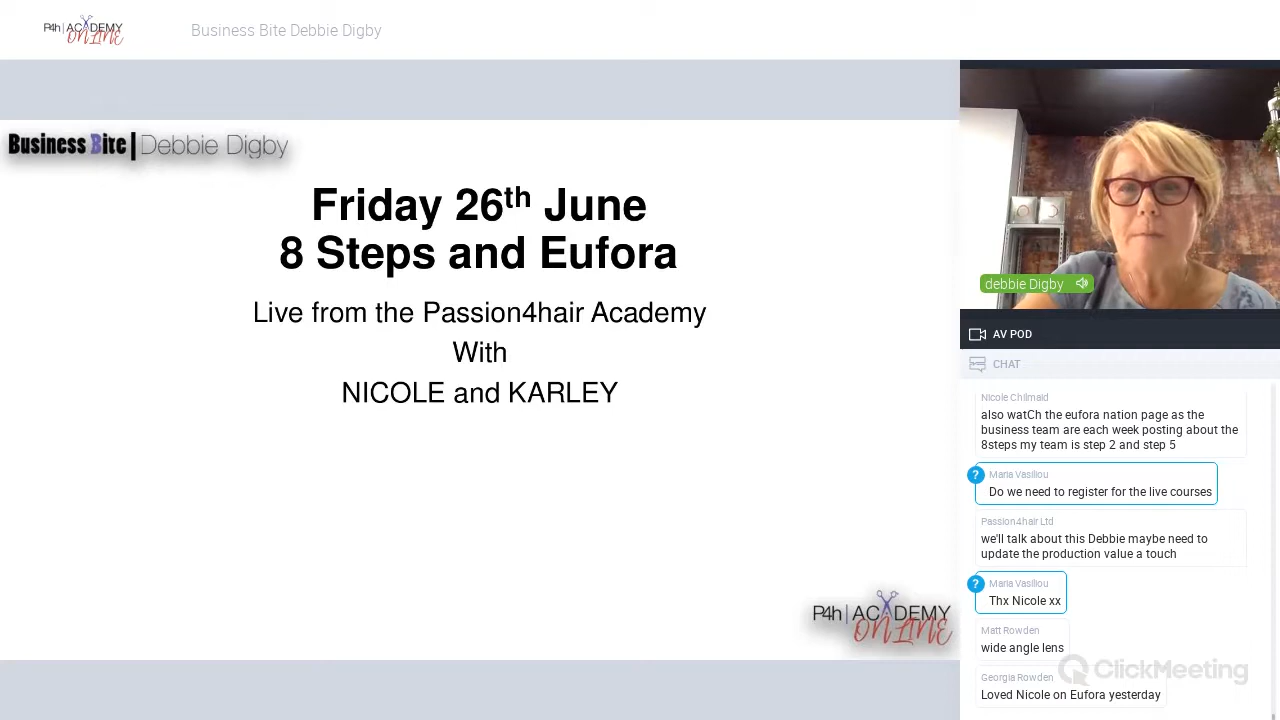 P4h | ACADEMY
ONLINE
Business Bite Debbie Digby
Business Bite | Debbie Digby
Friday 26th June
8 Steps and Eufora
Live from the Passion4hair Academy
With
NICOLE and KARLEY
P4h | ACADEMY
ONLINE
debbie Digby
AV POD
CHAT
Nicole Chilmaid
also watCh the eufora nation page as the
business team are each week posting about the
8steps my team is step 2 and step 5
?
Maria Vasiliou
Do we need to register for the live courses
Passion4hair Ltd
we'll talk about this Debbie maybe need to
update the production value a touch
?
Maria Vasiliou
Thx Nicole xx
Matt Rowden
wide angle lens
Georgia Rowden
Loved Nicole on Eufora yesterday
ClickMeeting